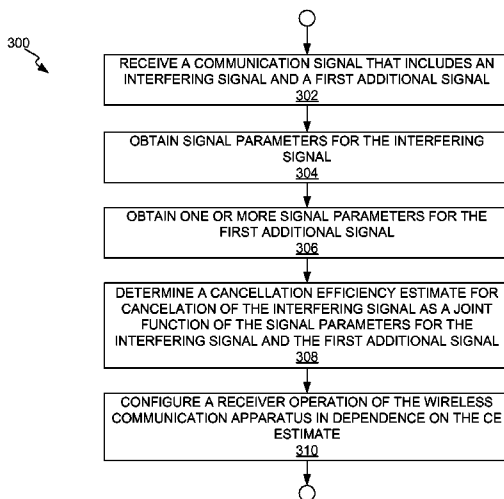 300
RECEIVE A COMMUNICATION SIGNAL THAT INCLUDES AN
INTERFERING SIGNAL AND A FIRST ADDITIONAL SIGNAL
302
OBTAIN SIGNAL PARAMETERS FOR THE INTERFERING
SIGNAL
304
OBTAIN ONE OR MORE SIGNAL PARAMETERS FOR THE
FIRST ADDITIONAL SIGNAL
306
DETERMINE A CANCELLATION EFFICIENCY ESTIMATE FOR
CANCELATION OF THE INTERFERING SIGNAL AS A JOINT
FUNCTION OF THE SIGNAL PARAMETERS FOR THE
INTERFERING SIGNAL AND THE FIRST ADDITIONAL SIGNAL
308
CONFIGURE A RECEIVER OPERATION OF THE WIRELESS
COMMUNICATION APPARATUS IN DEPENDENCE ON THE CE
ESTIMATE
310